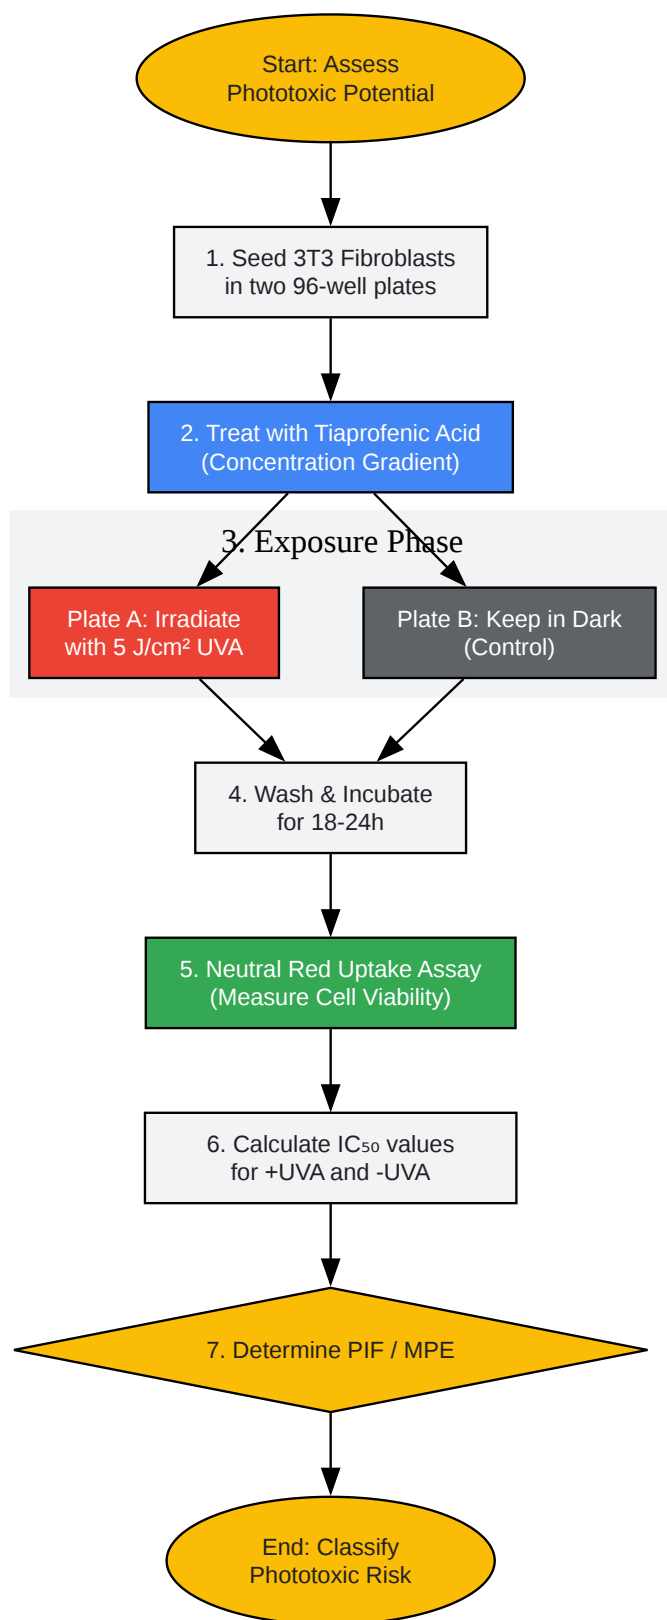 Start: Assess
Phototoxic Potential
1. Seed 3T3 Fibroblasts
in two 96-well plates
2. Treat with Tiaprofenic Acid
(Concentration Gradient)
3. Exposure Phase
Plate A: Irradiate
with 5 J/cm² UVA
Plate B: Keep in Dark
(Control)
4. Wash & Incubate
for 18-24h
5. Neutral Red Uptake Assay
(Measure Cell Viability)
6. Calculate IC₅₀ values
for +UVA and -UVA
7. Determine PIF / MPE
End: Classify
Phototoxic Risk